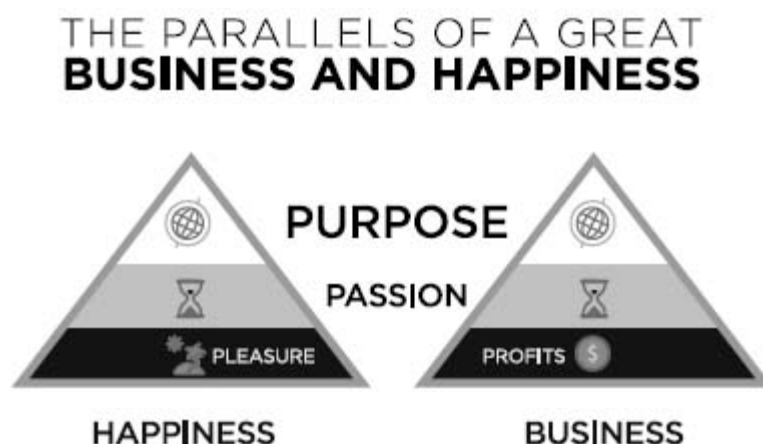 THE PARALLELS OF A GREAT
BUSINESS AND HAPPINESS
PURPOSE
PASSION
PLEASURE
PROFITS $
HAPPINESS
BUSINESS